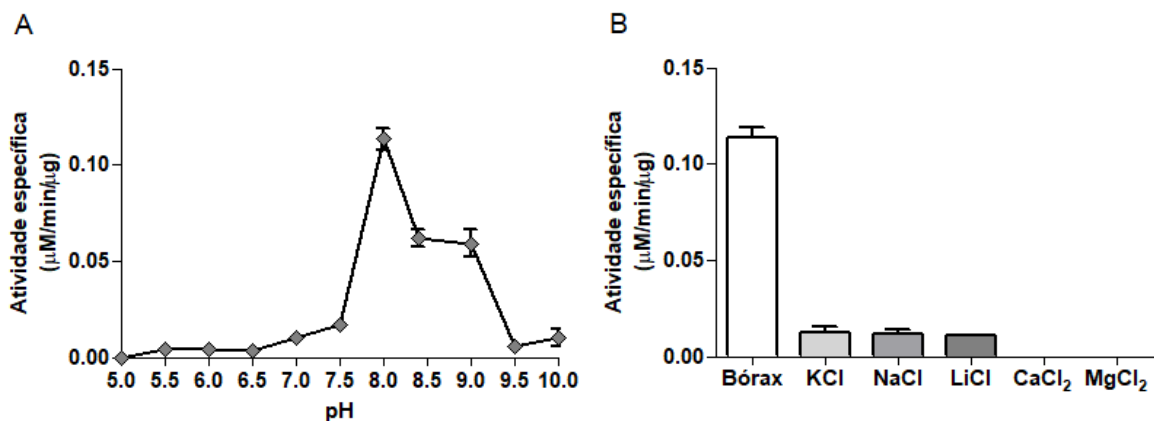 A
Atividade específica
(µM/min/µg)
0.15
0.10
0.05
0.00
5.0 5.5 6.0 6.5 7.0 7.5 8.0 8.5 9.0 9.5 10.0
pH
B
Atividade específica
(µM/min/µg)
0.15
0.10
0.05
0.00
Bórax KCl NaCl LiCl CaCl₂ MgCl₂